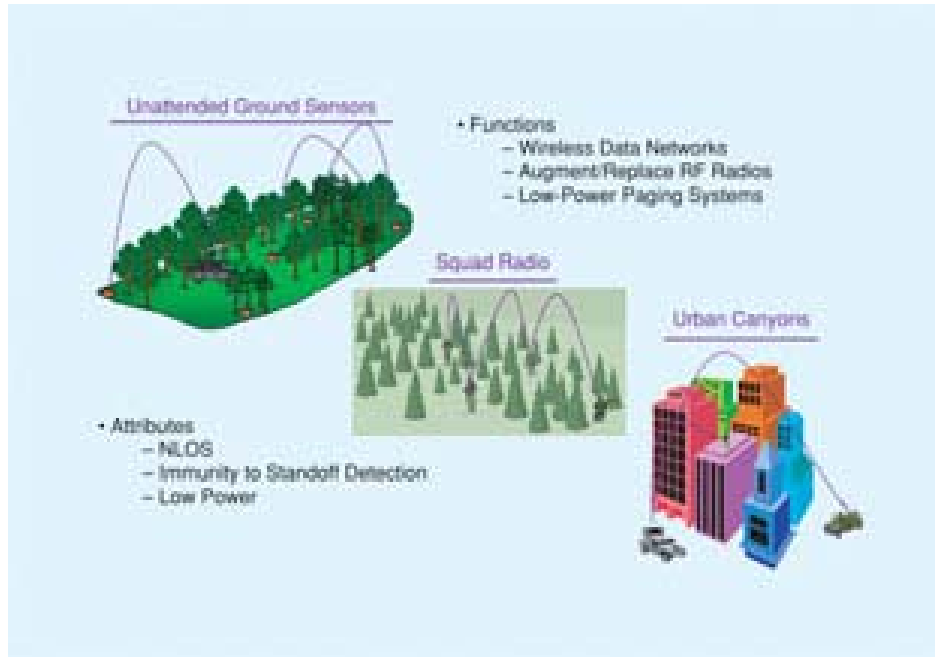 Unattended Ground Sensors
• Functions
– Wireless Data Networks
– Augment/Replace RF Radios
– Low-Power Paging Systems
Squad Radio
Urban Canyons
• Attributes
– NLOS
– Immunity to Standoff Detection
– Low Power